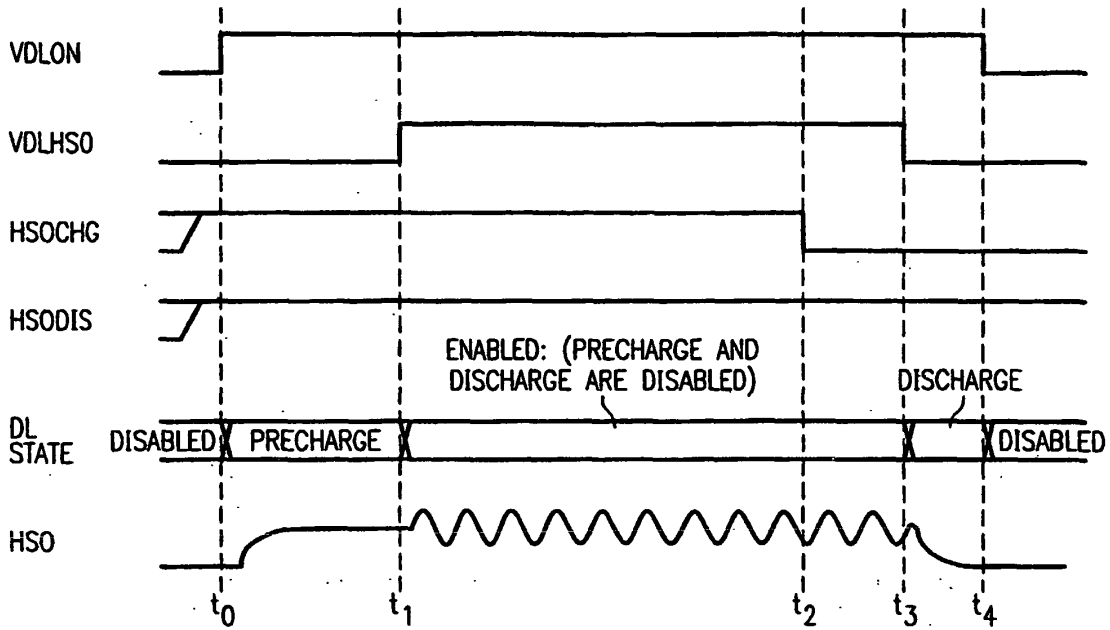 VDLON
VDLHSO
HSOCHG
HSODIS
ENABLED: (PRECHARGE AND
DISCHARGE ARE DISABLED)
DISCHARGE
DL
STATE
DISABLED
PRECHARGE
DISABLED
HSO
t0
t1
t2
t3
t4